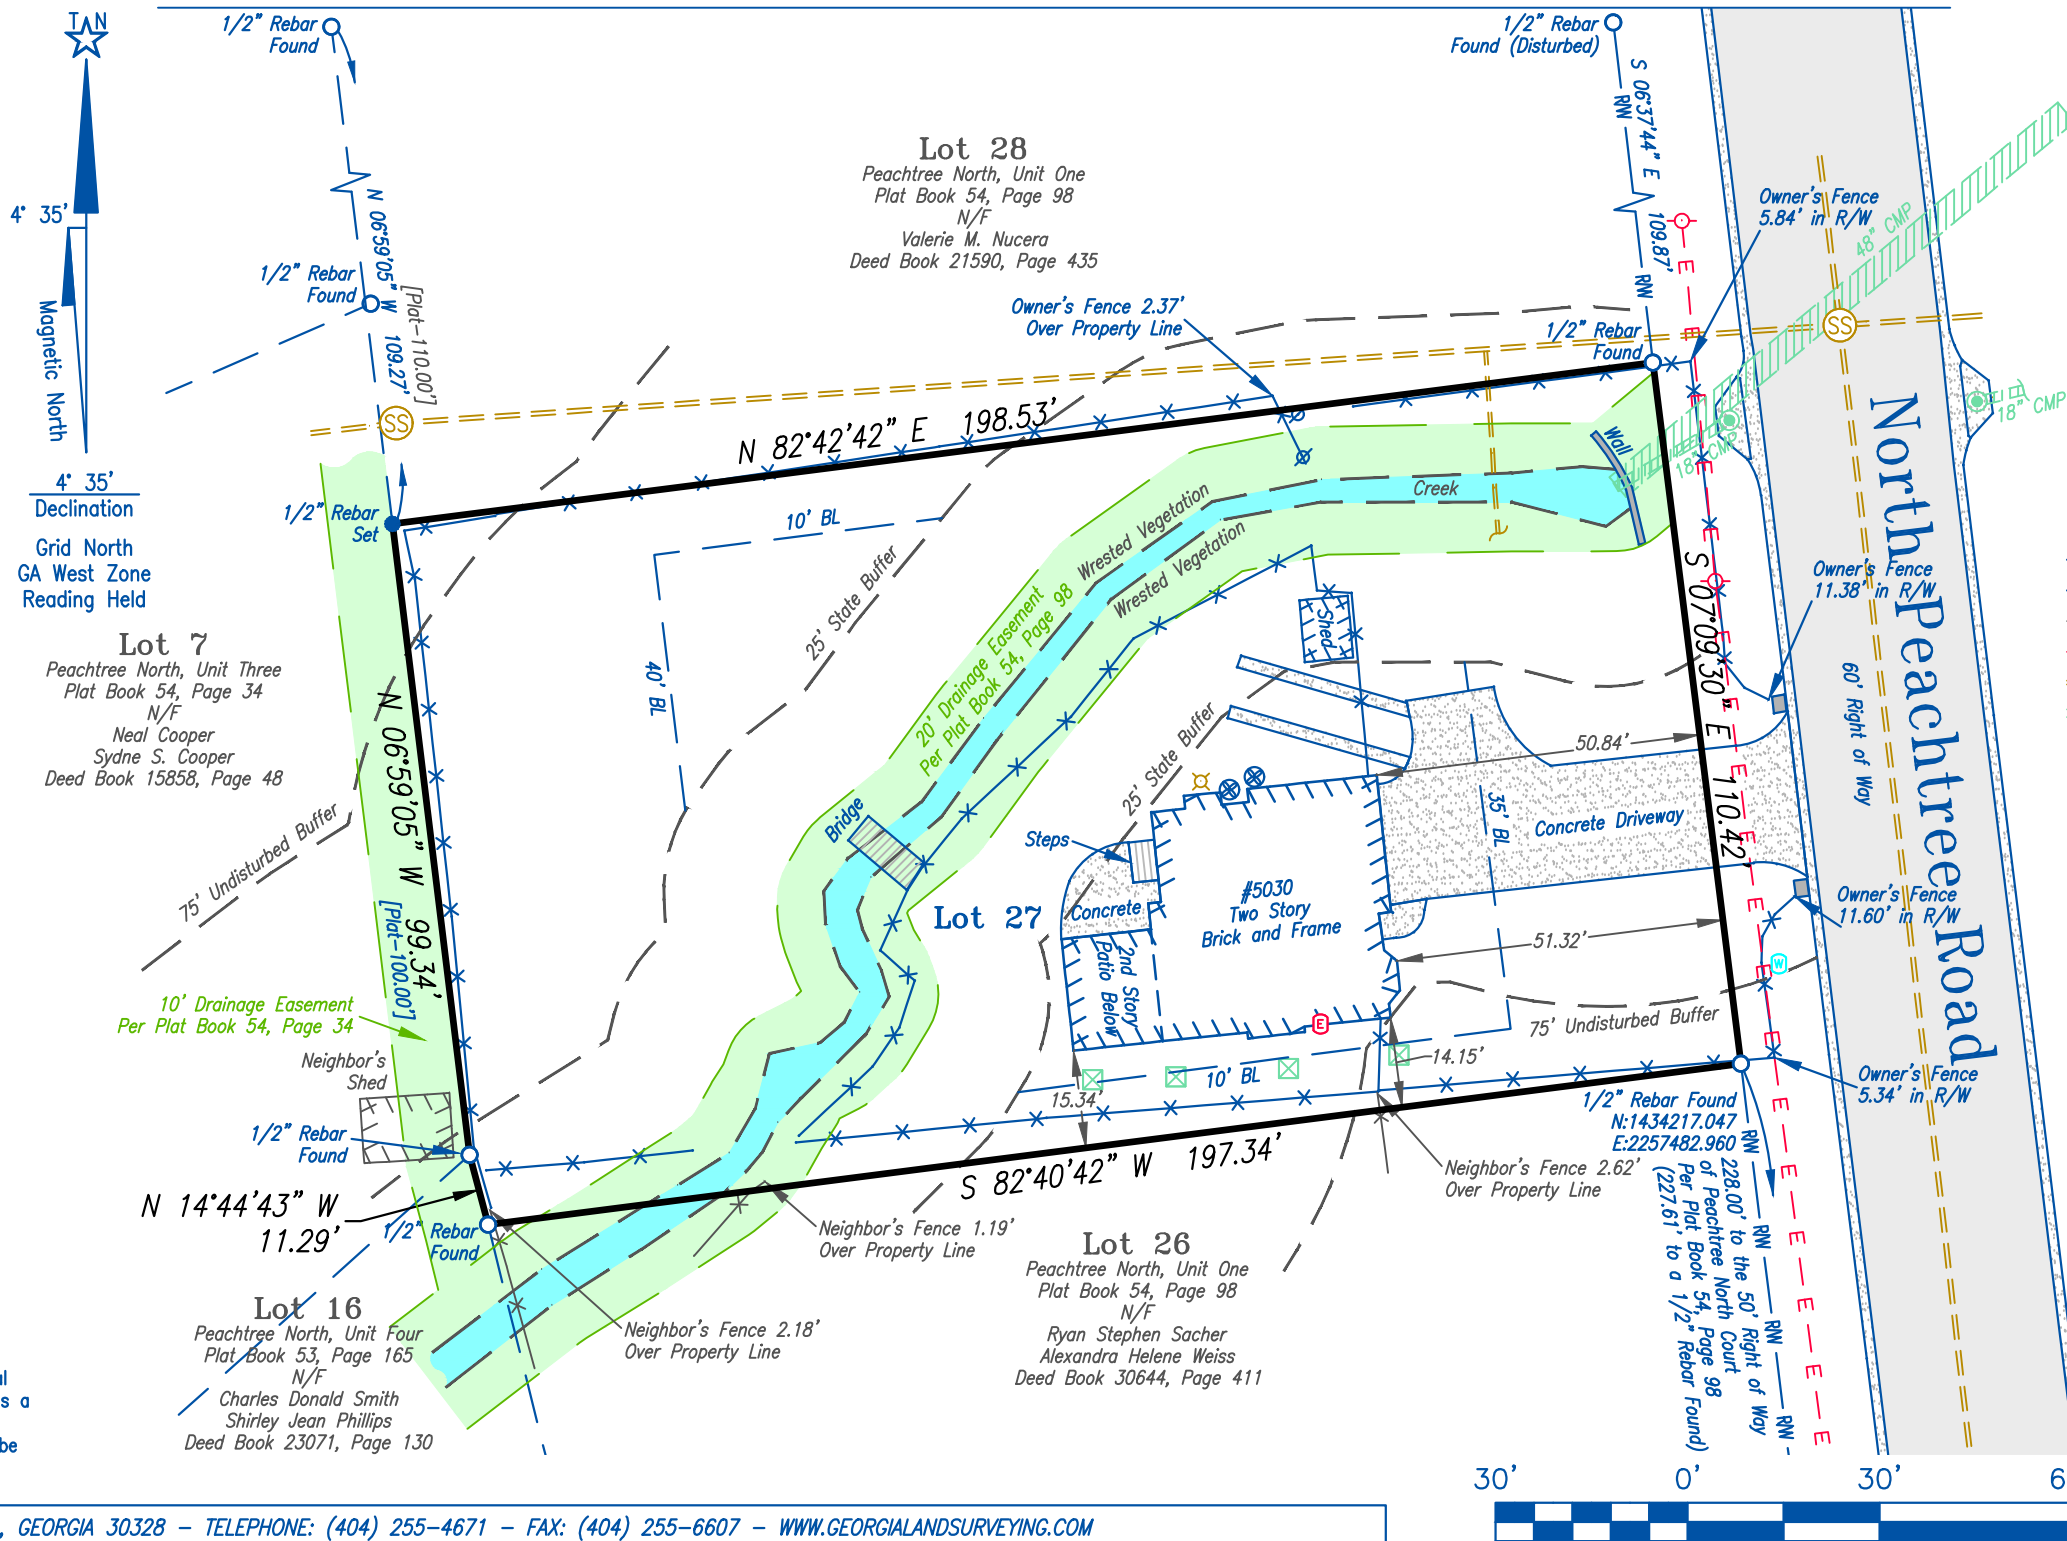 N
4° 35'
Magnetic North
4° 35'
Declination
Grid North
GA West Zone
Reading Held
1/2" Rebar
Found
N 06°59'05" W 109.27'
[Plat-110.00']
1/2" Rebar
Found
Lot 28
Peachtree North, Unit One
Plat Book 54, Page 98
N/F
Valerie M. Nucera
Deed Book 21590, Page 435
1/2" Rebar
Found (Disturbed)
S 06°37'44" E 109.87'
RW
RW
Owner's Fence
5.84' in R/W
48" CMP
18" CMP
18" CMP
Owner's Fence 2.37'
Over Property Line
1/2" Rebar
Found
SS
SS
N 82°42'42" E 198.53'
1/2" Rebar
Set
Wall
Creek
Wrested Vegetation
Wrested Vegetation
10' BL
40' BL
25' State Buffer
20' Drainage Easement
Per Plat Book 54, Page 98
Owner's Fence
11.38' in R/W
North Peachtree Road
60' Right of Way
Lot 7
Peachtree North, Unit Three
Plat Book 54, Page 34
N/F
Neal Cooper
Sydne S. Cooper
Deed Book 15858, Page 48
N 06°59'05" W 99.34'
[Plat-100.00']
75' Undisturbed Buffer
Shed
25' State Buffer
50.84'
S 07°09'30" E 110.42'
35' BL
Concrete Driveway
Bridge
Steps
Concrete
#5030
Two Story
Brick and Frame
2nd Story
Patio Below
Lot 27
51.32'
Owner's Fence
11.60' in R/W
W
E
75' Undisturbed Buffer
10' Drainage Easement
Per Plat Book 54, Page 34
Neighbor's
Shed
10' BL
14.15'
15.34'
Owner's Fence
5.34' in R/W
1/2" Rebar Found
N:1434217.047
E:2257482.960
1/2" Rebar
Found
N 14°44'43" W
11.29'
1/2" Rebar
Found
S 82°40'42" W 197.34'
Neighbor's Fence 2.62'
Over Property Line
Neighbor's Fence 1.19'
Over Property Line
Neighbor's Fence 2.18'
Over Property Line
228.00' to the 50' Right of Way
of Peachtree North Court
Per Plat Book 54, Page 98
(227.61' to a 1/2" Rebar Found)
RW
RW
RW
RW
E
E
E
E
E
E
Lot 26
Peachtree North, Unit One
Plat Book 54, Page 98
N/F
Ryan Stephen Sacher
Alexandra Helene Weiss
Deed Book 30644, Page 411
Lot 16
Peachtree North, Unit Four
Plat Book 53, Page 165
N/F
Charles Donald Smith
Shirley Jean Phillips
Deed Book 23071, Page 130
s a
be
30' 0' 30' 6
, GEORGIA 30328 - TELEPHONE: (404) 255-4671 - FAX: (404) 255-6607 - WWW.GEORGIALANDSURVEYING.COM